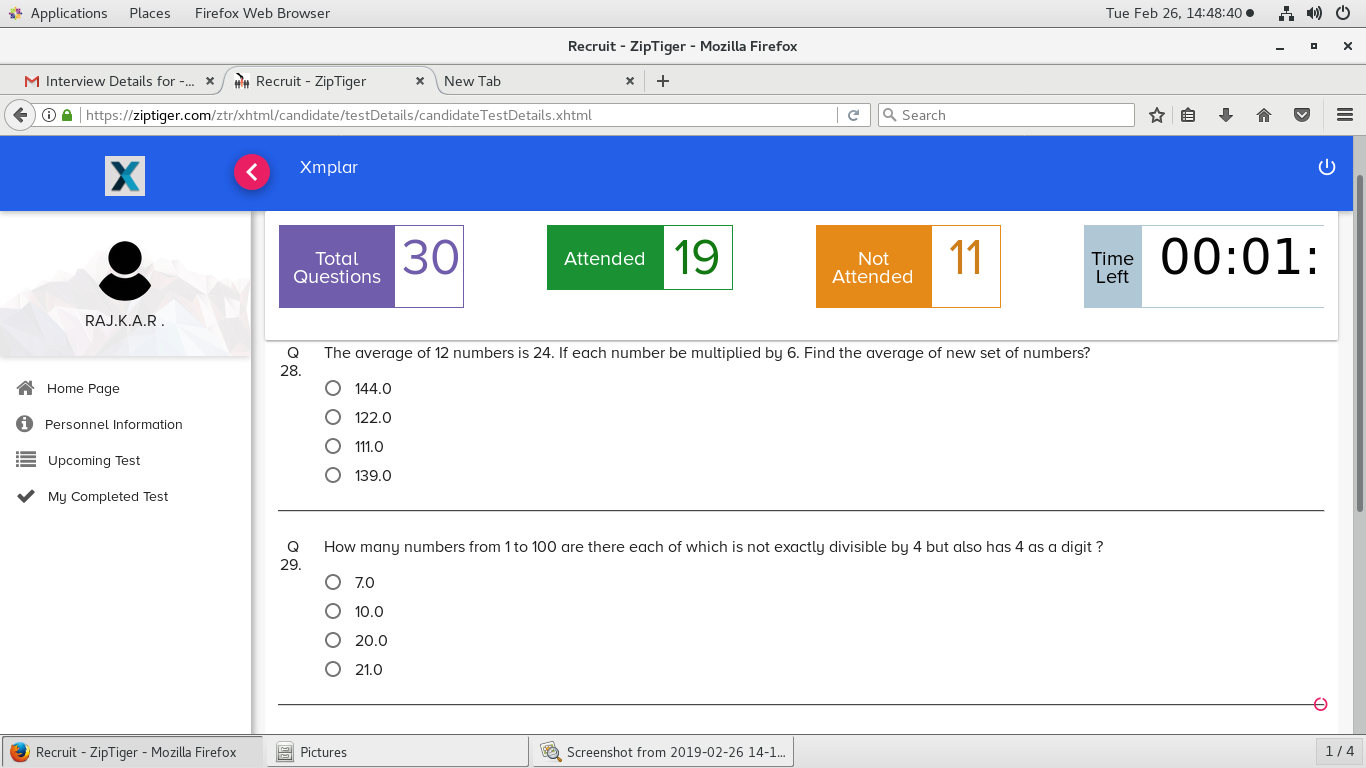 Applications Places Firefox Web Browser Tue Feb 26, 14:48:40
Recruit - ZipTiger - Mozilla Firefox
Interview Details for -... Recruit - ZipTiger New Tab
https://ziptiger.com/ztr/xhtml/candidate/testDetails/candidateTestDetails.xhtml Search
X Xmplar
Total
Questions
30
Attended 19
Not
Attended
11
Time
Left
00:01:
RAJ.K.A.R .
Home Page
Personnel Information
Upcoming Test
My Completed Test
Q
28.
The average of 12 numbers is 24. If each number be multiplied by 6. Find the average of new set of numbers?
144.0
122.0
111.0
139.0
Q
29.
How many numbers from 1 to 100 are there each of which is not exactly divisible by 4 but also has 4 as a digit ?
7.0
10.0
20.0
21.0
Recruit - ZipTiger - Mozilla Firefox Pictures Screenshot from 2019-02-26 14-1... 1 / 4